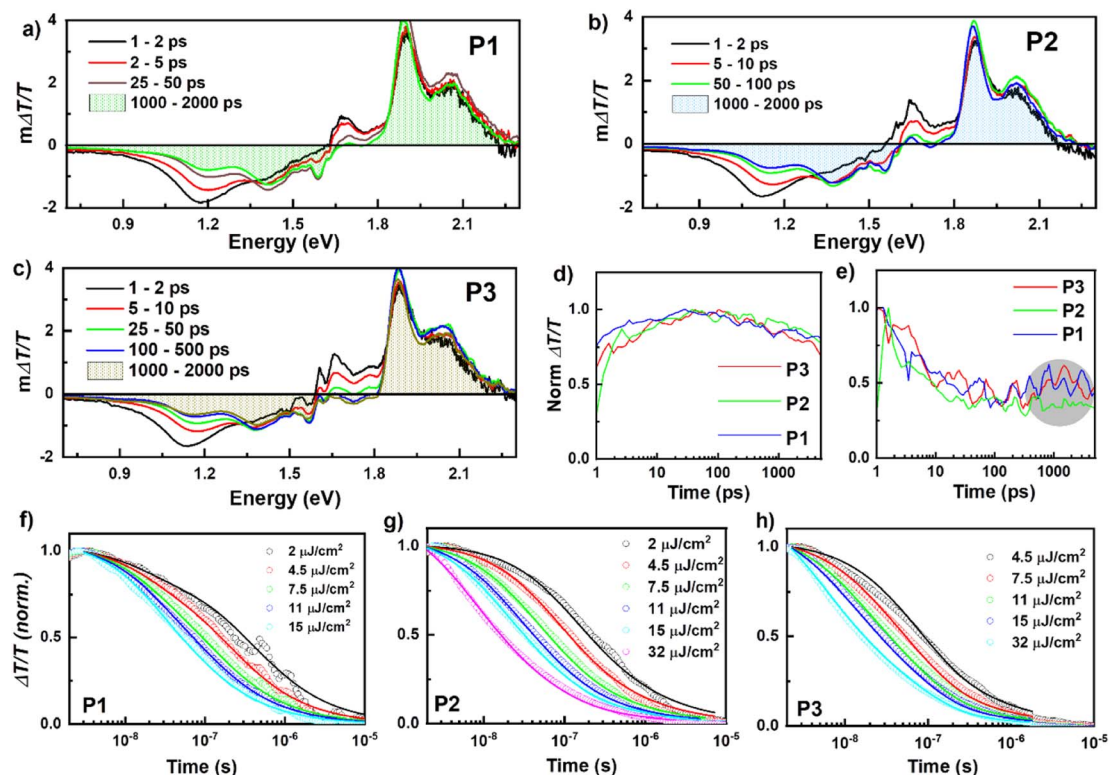 a)
P1
1 - 2 ps
2 - 5 ps
25 - 50 ps
1000 - 2000 ps
mΔT/T
4
2
0
-2
0.9 1.2 1.5 1.8 2.1
Energy (eV)
b)
P2
1 - 2 ps
5 - 10 ps
50 - 100 ps
1000 - 2000 ps
mΔT/T
4
2
0
-2
0.9 1.2 1.5 1.8 2.1
Energy (eV)
c)
P3
1 - 2 ps
5 - 10 ps
25 - 50 ps
100 - 500 ps
1000 - 2000 ps
mΔT/T
4
2
0
-2
0.9 1.2 1.5 1.8 2.1
Energy (eV)
d)
Norm ΔT/T
1.0
0.5
0.0
P3
P2
P1
1 10 100 1000
Time (ps)
e)
1.0
0.5
0.0
P3
P2
P1
1 10 100 1000
Time (ps)
f)
ΔT/T (norm.)
1.0
0.5
0.0
2 µJ/cm²
4.5 µJ/cm²
7.5 µJ/cm²
11 µJ/cm²
15 µJ/cm²
P1
10⁻⁸ 10⁻⁷ 10⁻⁶ 10⁻⁵
Time (s)
g)
1.0
0.5
0.0
2 µJ/cm²
4.5 µJ/cm²
7.5 µJ/cm²
11 µJ/cm²
15 µJ/cm²
32 µJ/cm²
P2
10⁻⁸ 10⁻⁷ 10⁻⁶ 10⁻⁵
Time (s)
h)
1.0
0.5
0.0
4.5 µJ/cm²
7.5 µJ/cm²
11 µJ/cm²
15 µJ/cm²
32 µJ/cm²
P3
10⁻⁸ 10⁻⁷ 10⁻⁶ 10⁻⁵
Time (s)